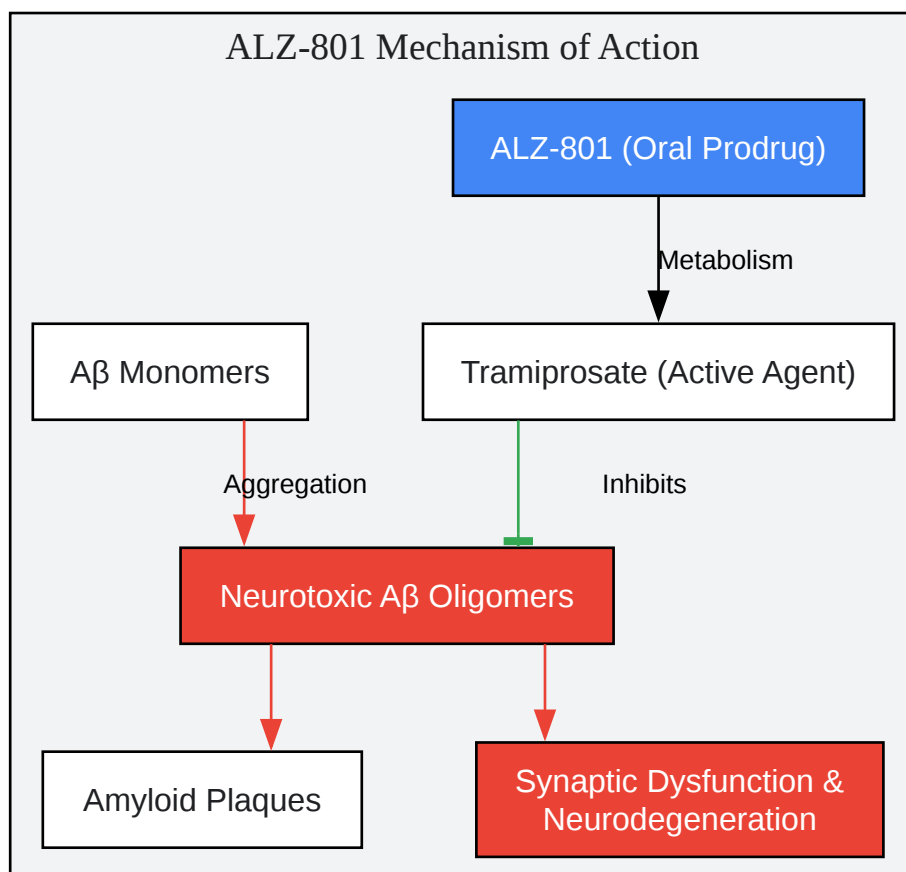 ALZ-801 Mechanism of Action
ALZ-801 (Oral Prodrug)
Metabolism
Aβ Monomers
Tramiprosate (Active Agent)
Aggregation
Inhibits
Neurotoxic Aβ Oligomers
Amyloid Plaques
Synaptic Dysfunction &
Neurodegeneration